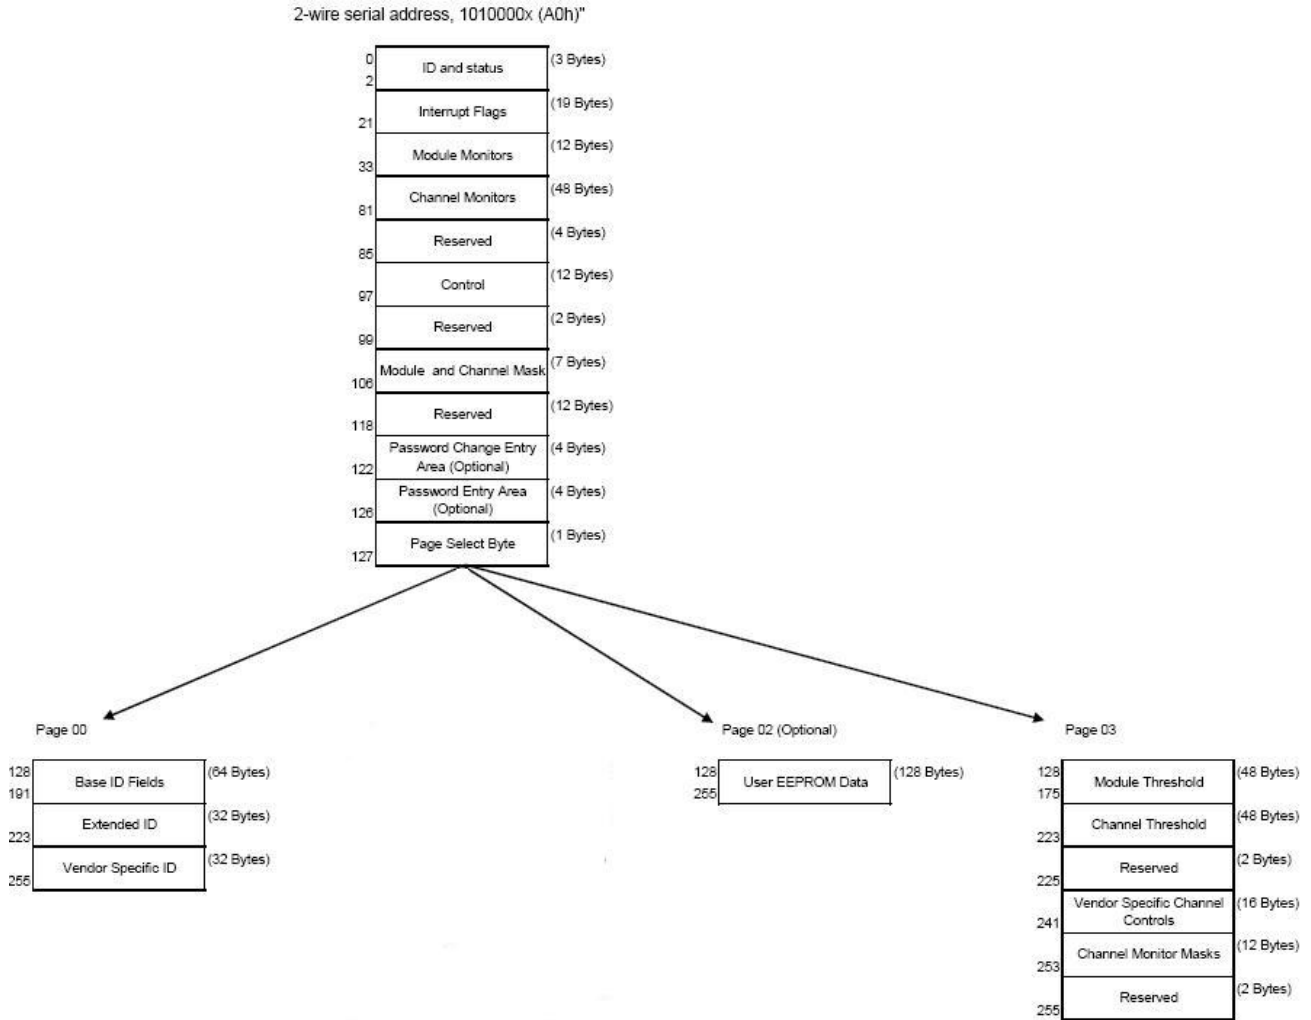 2-wire serial address, 1010000x (A0h)"
0
ID and status
(3 Bytes)
2
Interrupt Flags
(19 Bytes)
21
Module Monitors
(12 Bytes)
33
Channel Monitors
(48 Bytes)
81
Reserved
(4 Bytes)
85
Control
(12 Bytes)
97
Reserved
(2 Bytes)
99
Module and Channel Mask
(7 Bytes)
106
Reserved
(12 Bytes)
118
Password Change Entry
Area (Optional)
(4 Bytes)
122
Password Entry Area
(Optional)
(4 Bytes)
126
Page Select Byte
(1 Bytes)
127
Page 00
128
Base ID Fields
(64 Bytes)
191
Extended ID
(32 Bytes)
223
Vendor Specific ID
(32 Bytes)
255
Page 02 (Optional)
128
User EEPROM Data
(128 Bytes)
255
Page 03
128
Module Threshold
(48 Bytes)
175
Channel Threshold
(48 Bytes)
223
Reserved
(2 Bytes)
225
Vendor Specific Channel
Controls
(16 Bytes)
241
Channel Monitor Masks
(12 Bytes)
253
Reserved
(2 Bytes)
255